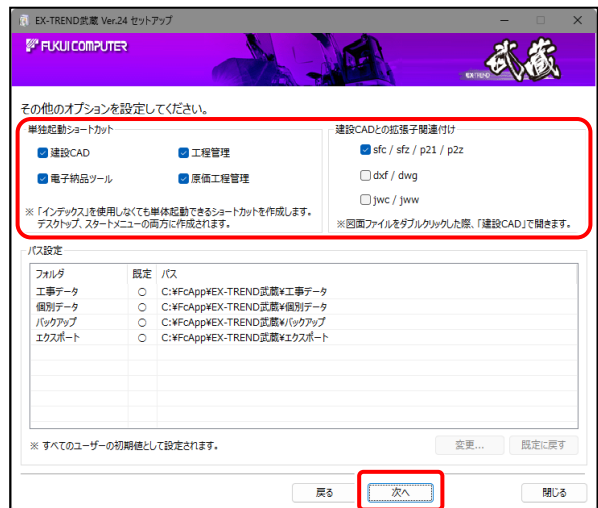 EX-TREND武蔵 Ver.24 セットアップ
FUKUI COMPUTER
EX-TREND 武蔵
その他のオプションを設定してください。
単独起動ショートカット
建設CAD
工程管理
電子納品ツール
原価工程管理
※「インデックス」を使用しなくても単体起動できるショートカットを作成します。
デスクトップ、スタートメニューの両方に作成されます。
建設CADとの拡張子関連付け
sfc / sfz / p21 / p2z
dxf / dwg
jwc / jww
※図面ファイルをダブルクリックした際、「建設CAD」で開きます。
パス設定
フォルダ 既定 パス
工事データ ○ C:¥FcApp¥EX-TREND武蔵¥工事データ
個別データ ○ C:¥FcApp¥EX-TREND武蔵¥個別データ
バックアップ ○ C:¥FcApp¥EX-TREND武蔵¥バックアップ
エクスポート ○ C:¥FcApp¥EX-TREND武蔵¥エクスポート
※ すべてのユーザーの初期値として設定されます。
変更... 既定に戻す
戻る 次へ 閉じる